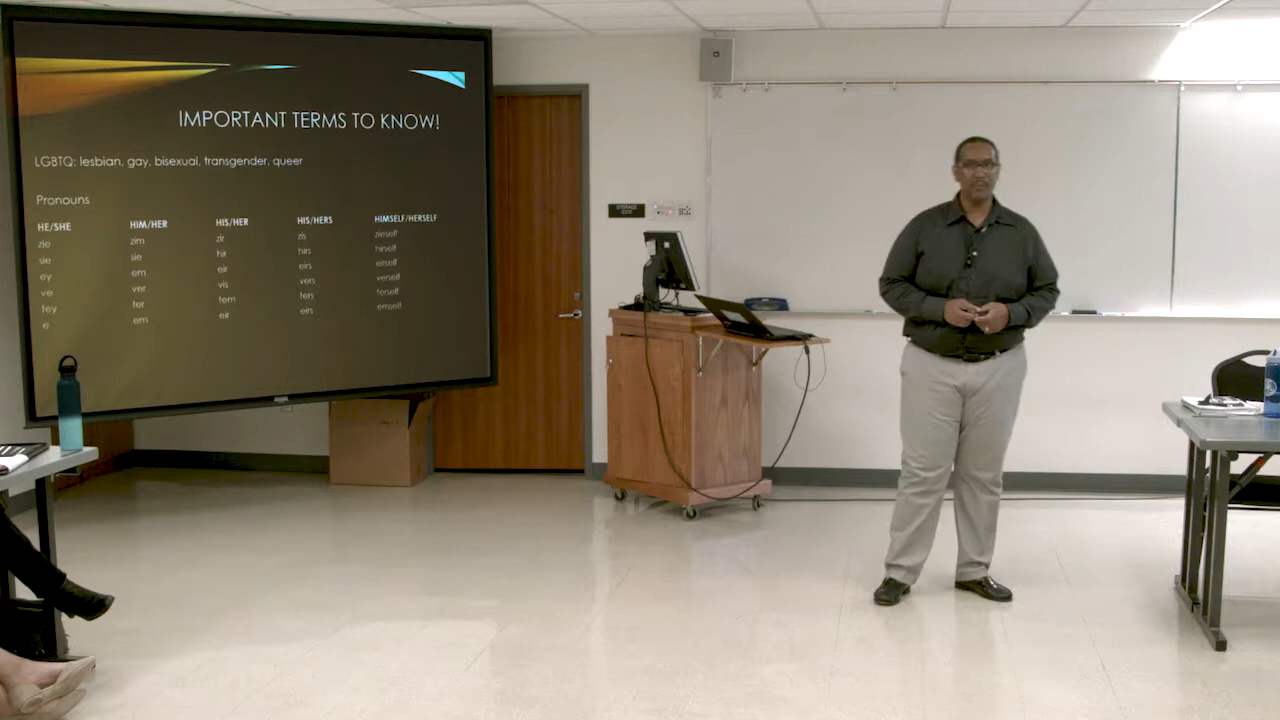 IMPORTANT TERMS TO KNOW!
LGBTQ: lesbian, gay, bisexual, transgender, queer
Pronouns
HE/SHE HIM/HER HIS/HER HIS/HERS HIMSELF/HERSELF
zie zim zir zis zieself
sie sie hir hirs hirself
ey em eir eirs eirself
ve ver vis vers verself
tey ter tem ters terself
e em eir eirs emself
STORAGE